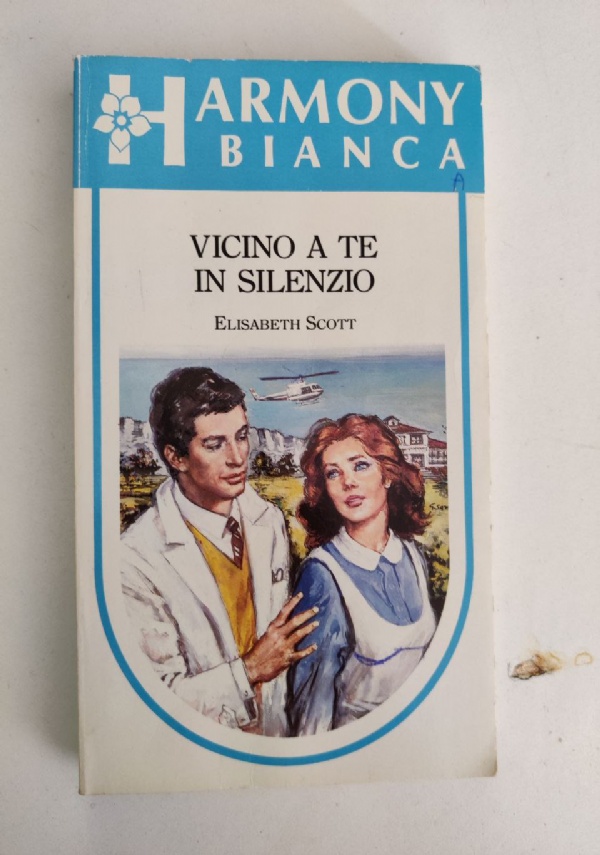 HARMONY
BIANCA
A
VICINO A TE
IN SILENZIO
ELISABETH SCOTT